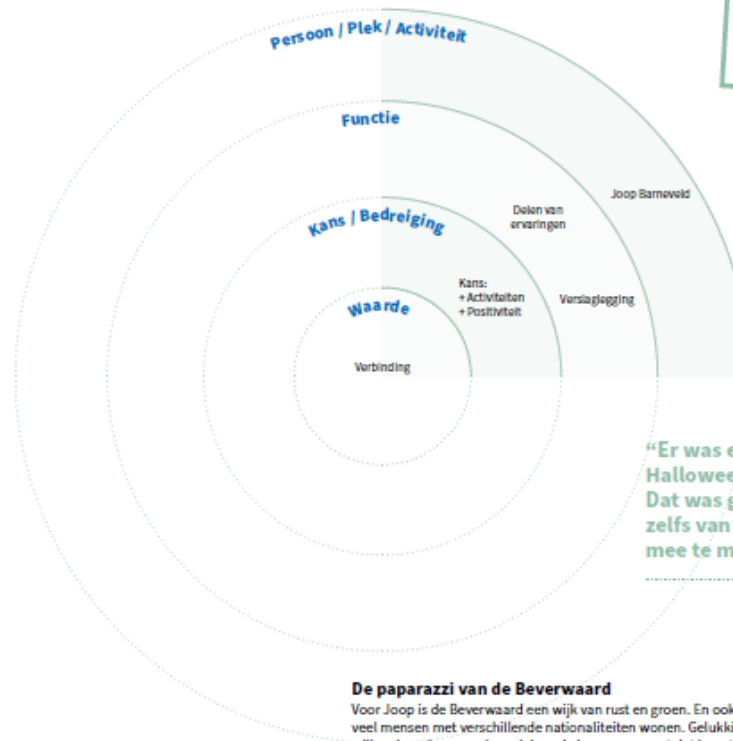 Persoon / Plek / Activiteit
Functie
Joop Barneveld
Delen van
ervaringen
Kans / Bedreiging
Kans:
+ Activiteiten
+ Positiviteit
Verslaglegging
Waarde
Verbinding
“Er was
Hallowee
Dat was
zelfs van
mee te m
De paparazzi van de Beverwaard
Voor Joop is de Beverwaard een wijk van rust en groen. En ook
veel mensen met verschillende nationaliteiten wonen. Gelukki